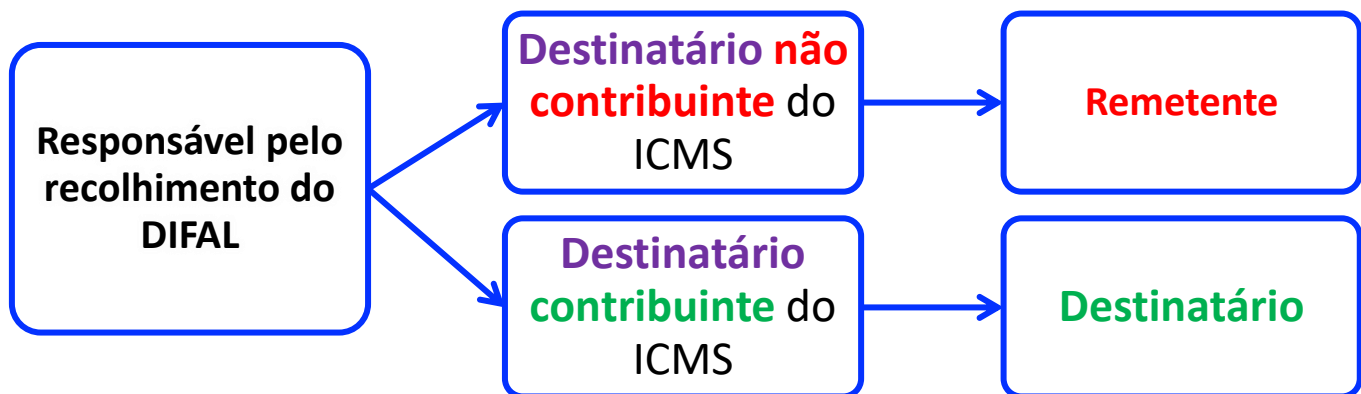 Responsável pelo
recolhimento do
DIFAL
Destinatário não
contribuinte do
ICMS
Remetente
Destinatário
contribuinte do
ICMS
Destinatário